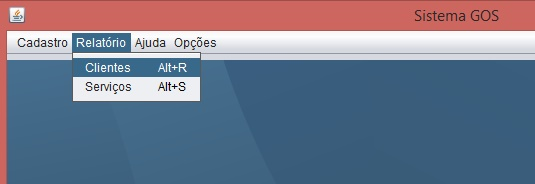 Sistema GOS
Cadastro Relatório Ajuda Opções
Clientes Alt+R
Serviços Alt+S